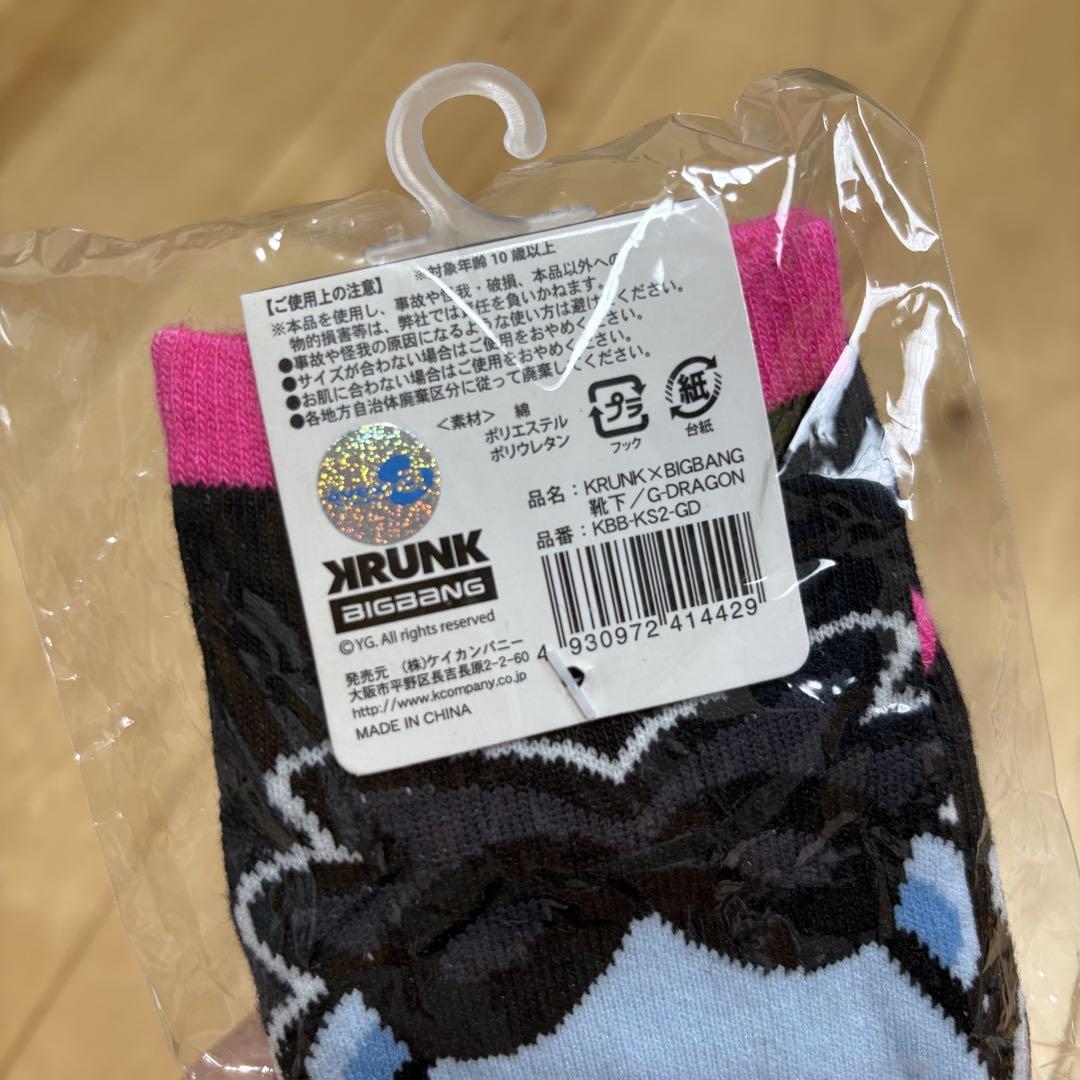 ※対象年齢10歳以上
【ご使用上の注意】
※本品を使用し、事故や怪我・破損、本品以外への
物的損害等は、弊社では責任を負いかねます。
●事故や怪我の原因になるような使い方は避けてください。
●サイズが合わない場合はご使用をおやめください。
●お肌に合わない場合はご使用をおやめください。
●各地方自治体廃棄区分に従って廃棄してください。
＜素材＞ 綿
ポリエステル
ポリウレタン
プラ
フック
紙
台紙
品名：KRUNK×BIGBANG
靴下／G-DRAGON
品番：KBB-KS2-GD
4 930972 414429
KRUNK
BIGBANG
©YG. All rights reserved
発売元 （株）ケイカンパニー
大阪市平野区長吉長原2-2-60
http://www.kcompany.co.jp
MADE IN CHINA